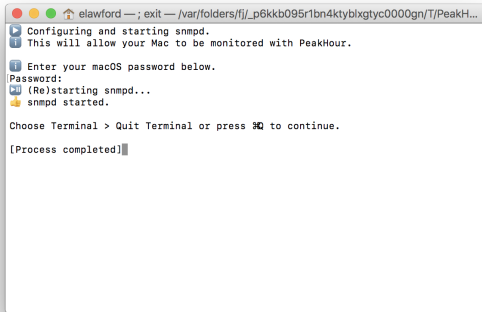 elawford — ; exit — /var/folders/fj/_p6kkb095r1bn4ktyblxgtyc0000gn/T/PeakH...
Configuring and starting snmpd.
This will allow your Mac to be monitored with PeakHour.
Enter your macOS password below.
Password:
(Re)starting snmpd...
snmpd started.
Choose Terminal > Quit Terminal or press ⌘Q to continue.
[Process completed]